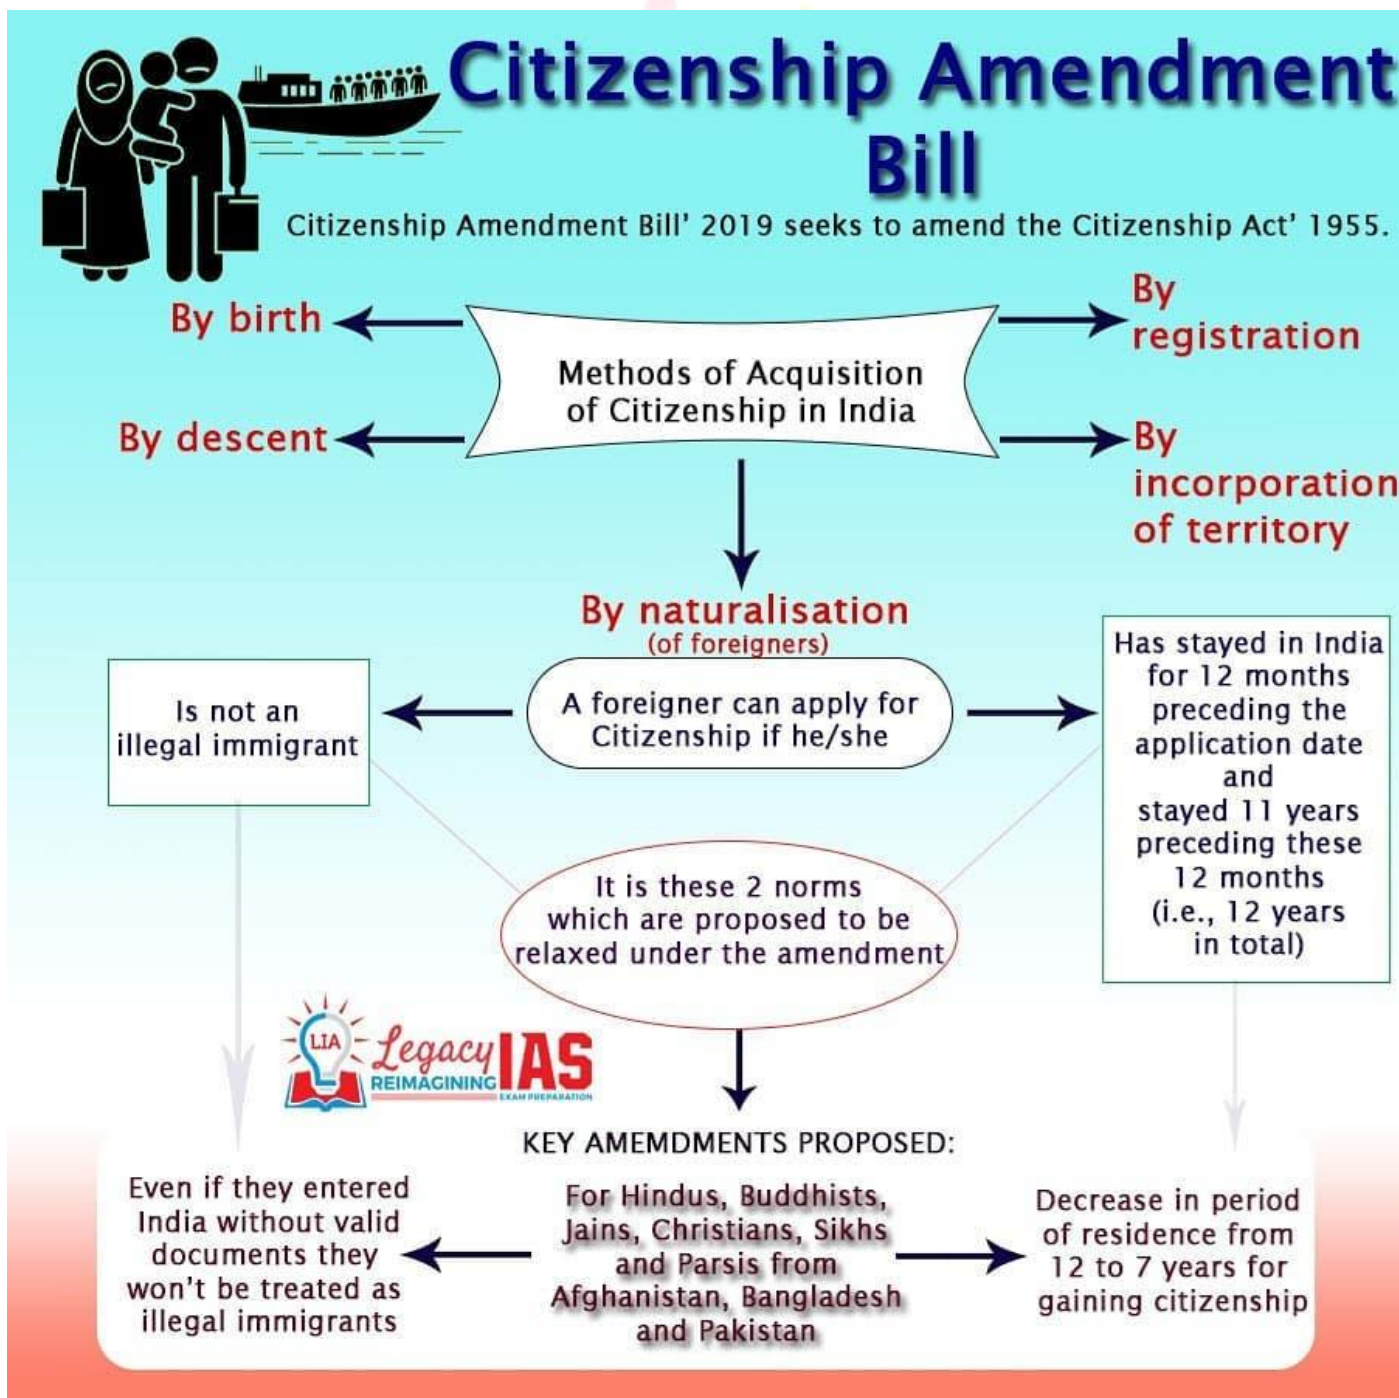 Citizenship Amendment
Bill
Citizenship Amendment Bill' 2019 seeks to amend the Citizenship Act' 1955.
By birth
By
registration
Methods of Acquisition
of Citizenship in India
By descent
By
incorporation
of territory
By naturalisation
(of foreigners)
Is not an
illegal immigrant
A foreigner can apply for
Citizenship if he/she
Has stayed in India
for 12 months
preceding the
application date
and
stayed 11 years
preceding these
12 months
(i.e., 12 years
in total)
It is these 2 norms
which are proposed to be
relaxed under the amendment
LIA
Legacy IAS
REIMAGINING
EXAM PREPARATION
KEY AMEMDMENTS PROPOSED:
Even if they entered
India without valid
documents they
won't be treated as
illegal immigrants
For Hindus, Buddhists,
Jains, Christians, Sikhs
and Parsis from
Afghanistan, Bangladesh
and Pakistan
Decrease in period
of residence from
12 to 7 years for
gaining citizenship